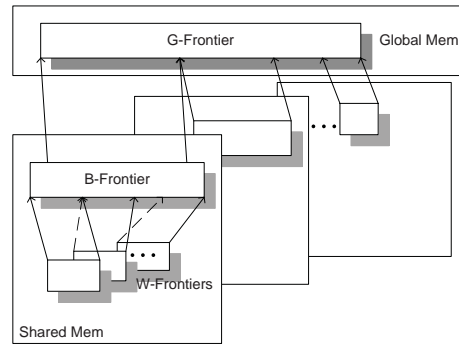 G-Frontier
Global Mem
• • •
B-Frontier
• • •
W-Frontiers
Shared Mem